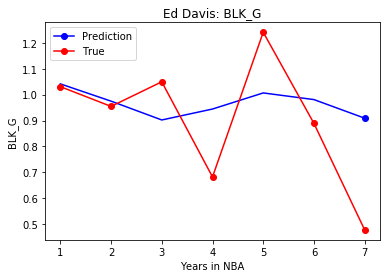 Ed Davis: BLK_G
Prediction
True
1.2
1.1
1.0
0.9
0.8
0.7
0.6
0.5
BLK_G
1 2 3 4 5 6 7
Years in NBA